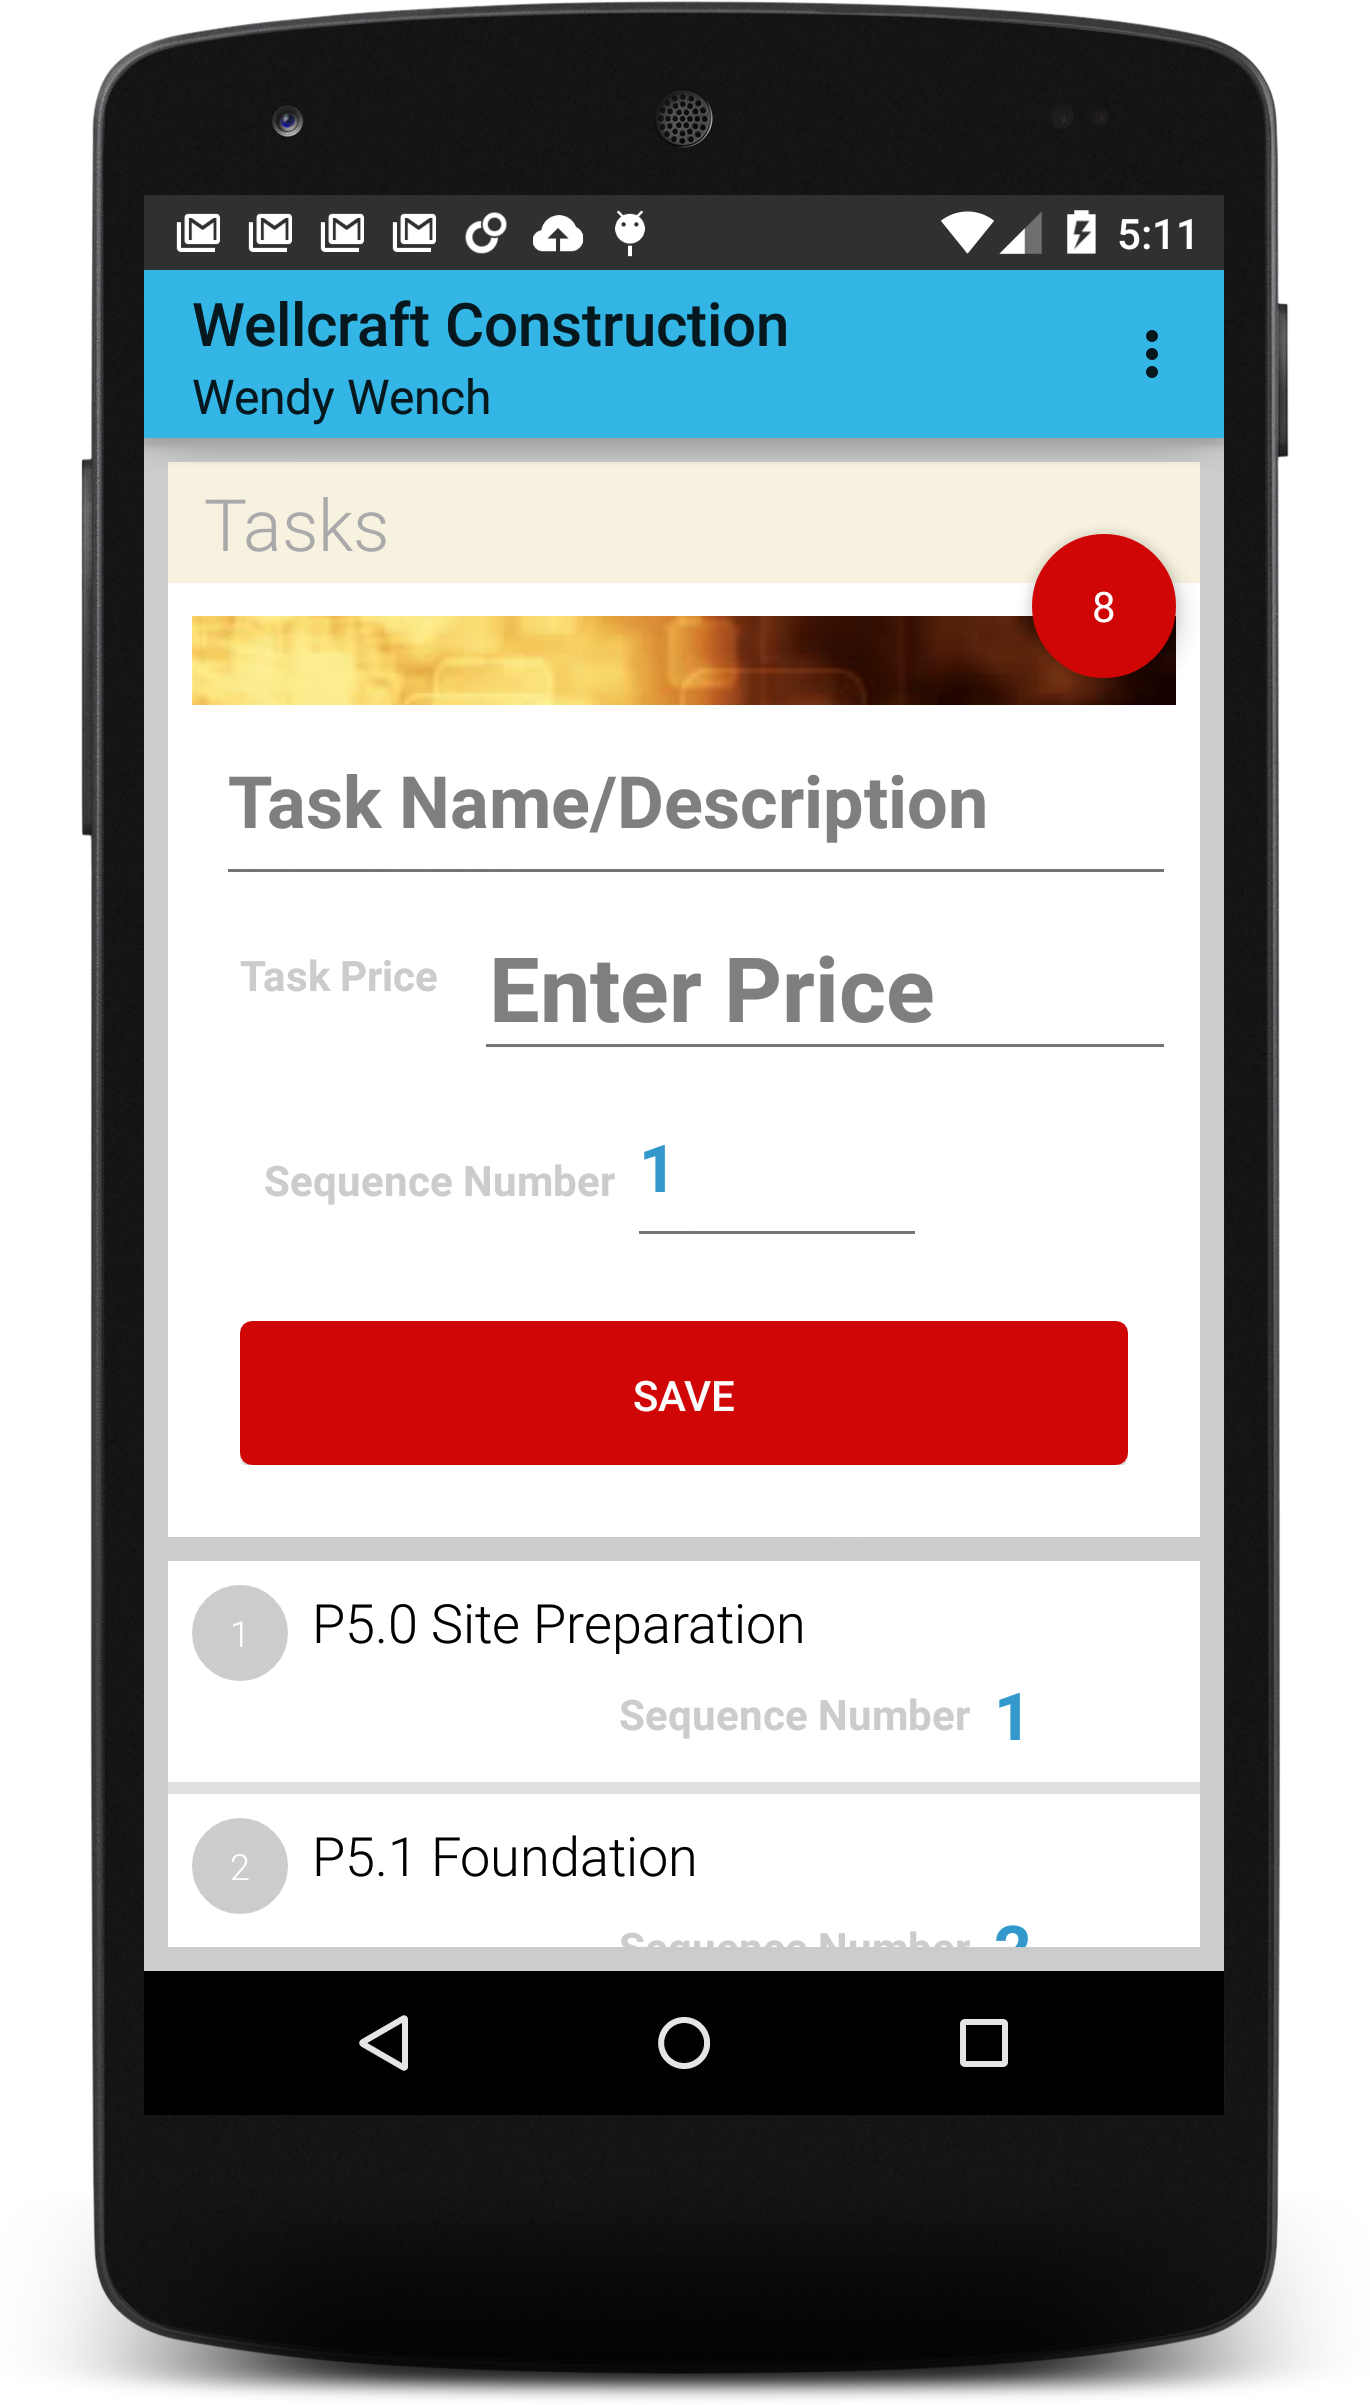 5:11
Wellcraft Construction
Wendy Wench
Tasks
8
Task Name/Description
Task Price Enter Price
Sequence Number 1
SAVE
1 P5.0 Site Preparation
Sequence Number 1
2 P5.1 Foundation
Sequence Number 2